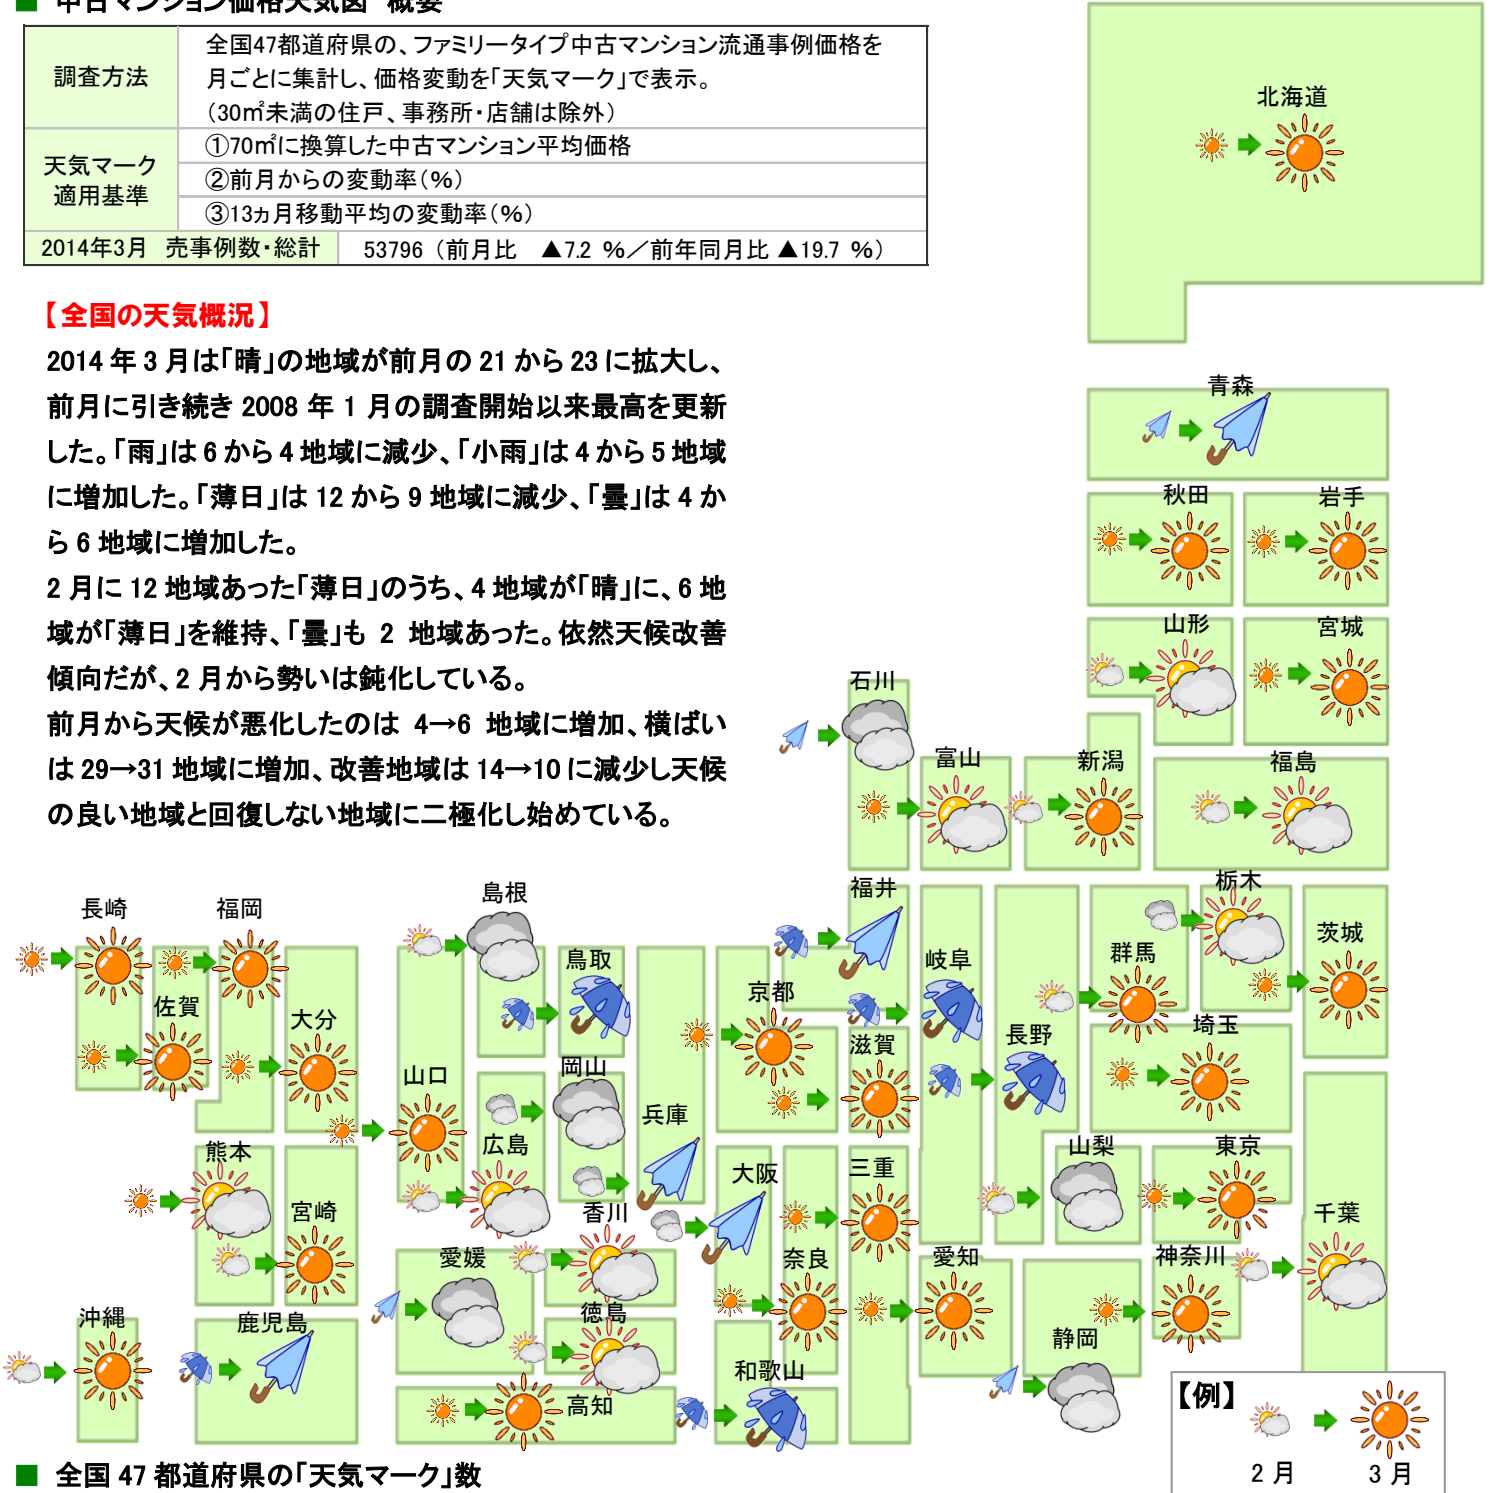 ■ 中古マンション価格天気図 概要
調査方法
全国47都道府県の、ファミリータイプ中古マンション流通事例価格を
月ごとに集計し、価格変動を「天気マーク」で表示。
（30㎡未満の住戸、事務所・店舗は除外）
天気マーク
適用基準
①70㎡に換算した中古マンション平均価格
②前月からの変動率（%）
③13ヵ月移動平均の変動率（%）
2014年3月 売事例数・総計 53796 （前月比 ▲7.2 %／前年同月比 ▲19.7 %）
【全国の天気概況】
2014 年 3 月は「晴」の地域が前月の 21 から 23 に拡大し、
前月に引き続き 2008 年 1 月の調査開始以来最高を更新
した。「雨」は 6 から 4 地域に減少、「小雨」は 4 から 5 地域
に増加した。「薄日」は 12 から 9 地域に減少、「曇」は 4 か
ら 6 地域に増加した。
2 月に 12 地域あった「薄日」のうち、4 地域が「晴」に、6 地
域が「薄日」を維持、「曇」も 2 地域あった。依然天候改善
傾向だが、2 月から勢いは鈍化している。
前月から天候が悪化したのは 4→6 地域に増加、横ばい
は 29→31 地域に増加、改善地域は 14→10 に減少し天候
の良い地域と回復しない地域に二極化し始めている。
北海道
青森
秋田
岩手
山形
宮城
石川
富山
新潟
福島
長崎
福岡
島根
福井
栃木
佐賀
大分
鳥取
京都
岐阜
群馬
茨城
山口
岡山
兵庫
滋賀
長野
埼玉
熊本
広島
大阪
三重
山梨
東京
宮崎
香川
千葉
愛媛
奈良
愛知
神奈川
沖縄
鹿児島
徳島
静岡
高知
和歌山
【例】
2 月
3 月
■ 全国 47 都道府県の「天気マーク」数